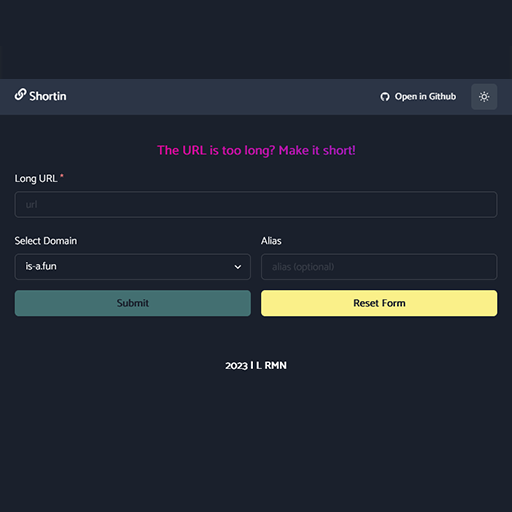 Shortin
Open in Github
The URL is too long? Make it short!
Long URL *
url
Select Domain
Alias
is-a.fun
alias (optional)
Submit
Reset Form
2023 | L RMN